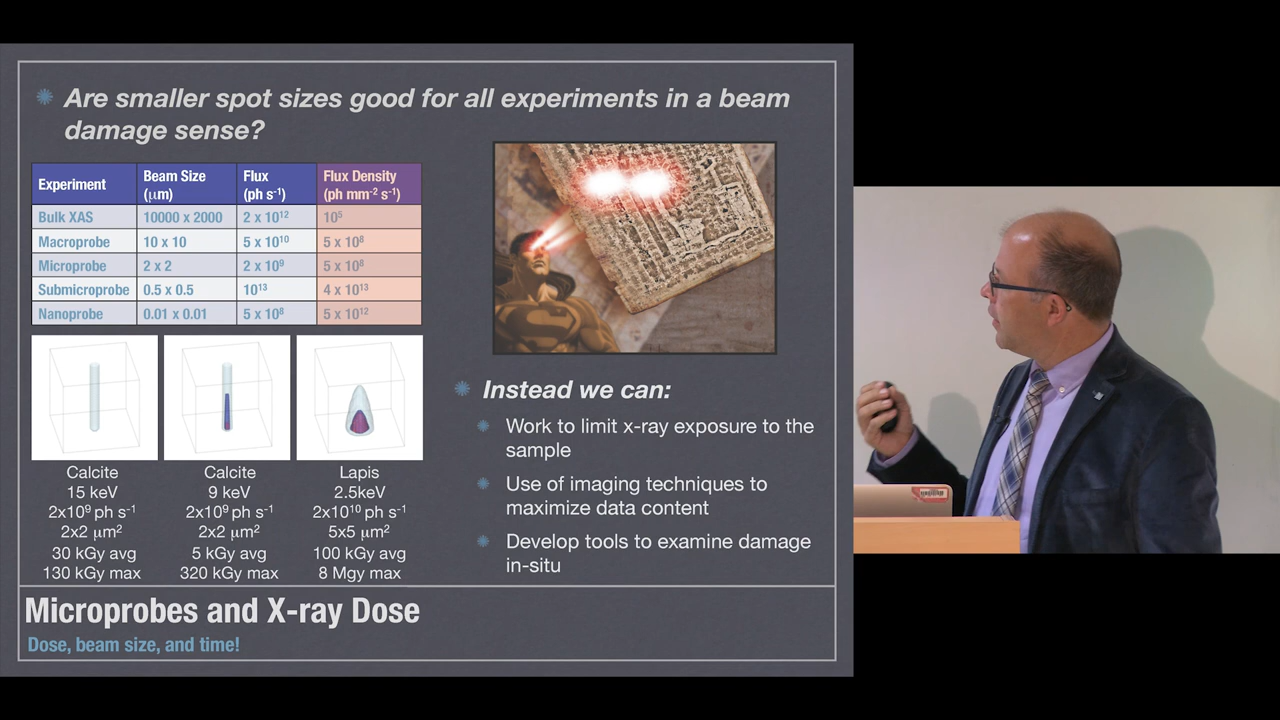 Are smaller spot sizes good for all experiments in a beam
damage sense?
Experiment | Beam Size (μm) | Flux (ph s⁻¹) | Flux Density (ph mm⁻² s⁻¹)
Bulk XAS | 10000 x 2000 | 2 x 10¹² | 10⁵
Macroprobe | 10 x 10 | 5 x 10¹⁰ | 5 x 10⁸
Microprobe | 2 x 2 | 2 x 10⁹ | 5 x 10⁸
Submicroprobe | 0.5 x 0.5 | 10¹³ | 4 x 10¹³
Nanoprobe | 0.01 x 0.01 | 5 x 10⁸ | 5 x 10¹²
Calcite
15 keV
2x10⁹ ph s⁻¹
2x2 μm²
30 kGy avg
130 kGy max
Calcite
9 keV
2x10⁹ ph s⁻¹
2x2 μm²
5 kGy avg
320 kGy max
Lapis
2.5keV
2x10¹⁰ ph s⁻¹
5x5 μm²
100 kGy avg
8 Mgy max
Instead we can:
Work to limit x-ray exposure to the
sample
Use of imaging techniques to
maximize data content
Develop tools to examine damage
in-situ
Microprobes and X-ray Dose
Dose, beam size, and time!